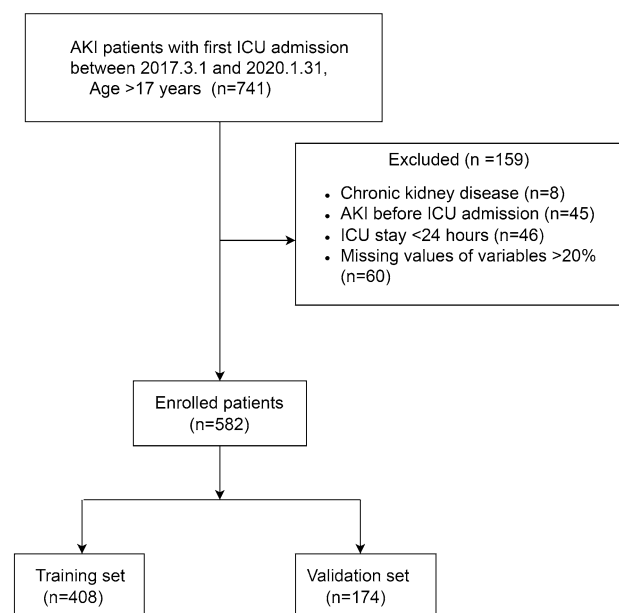 AKI patients with first ICU admission
between 2017.3.1 and 2020.1.31,
Age >17 years (n=741)
Excluded (n =159)
• Chronic kidney disease (n=8)
• AKI before ICU admission (n=45)
• ICU stay <24 hours (n=46)
• Missing values of variables >20%
(n=60)
Enrolled patients
(n=582)
Training set
(n=408)
Validation set
(n=174)